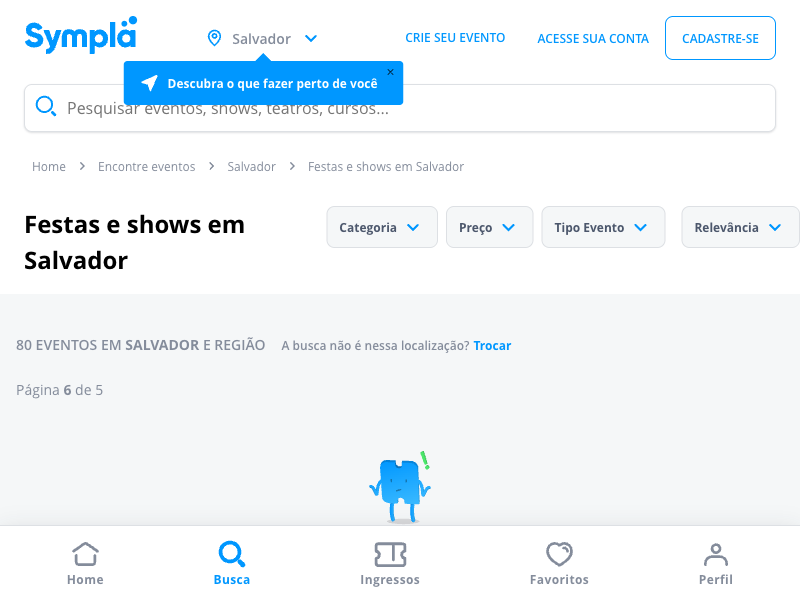 Sympla
Salvador
CRIE SEU EVENTO
ACESSE SUA CONTA
CADASTRE-SE
Descubra o que fazer perto de você
×
Pesquisar eventos, shows, teatros, cursos...
Home > Encontre eventos > Salvador > Festas e shows em Salvador
Festas e shows em
Salvador
Categoria
Preço
Tipo Evento
Relevância
80 EVENTOS EM SALVADOR E REGIÃO
A busca não é nessa localização? Trocar
Página 6 de 5
Home
Busca
Ingressos
Favoritos
Perfil